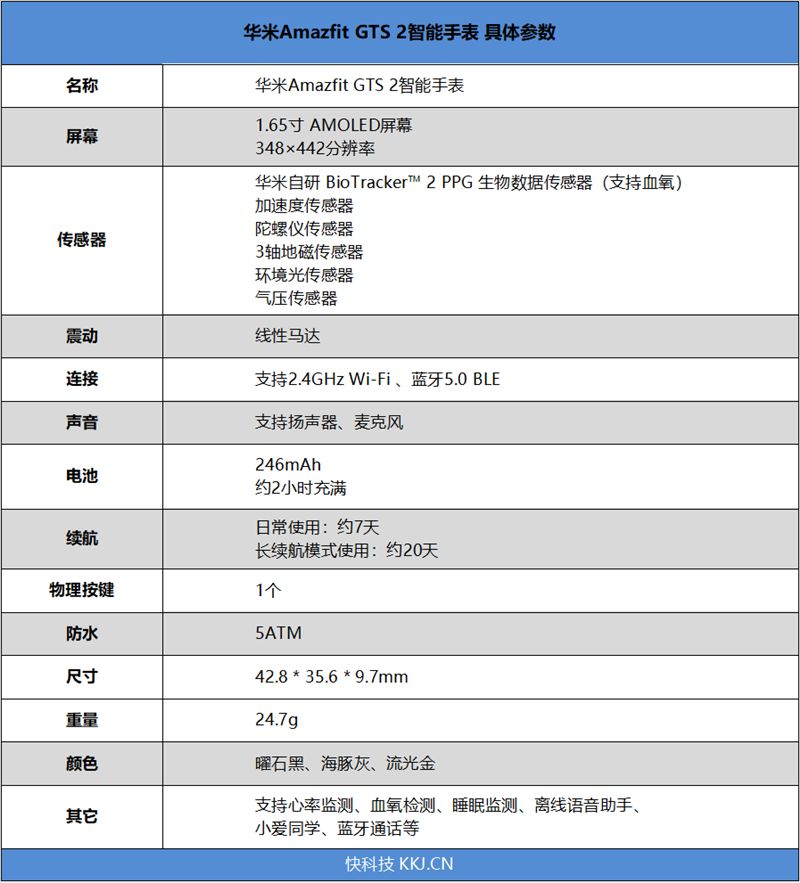 华米Amazfit GTS 2智能手表 具体参数
名称
华米Amazfit GTS 2智能手表
屏幕
1.65寸 AMOLED屏幕
348×442分辨率
传感器
华米自研 BioTracker™ 2 PPG 生物数据传感器（支持血氧）
加速度传感器
陀螺仪传感器
3轴地磁传感器
环境光传感器
气压传感器
震动
线性马达
连接
支持2.4GHz Wi-Fi 、蓝牙5.0 BLE
声音
支持扬声器、麦克风
电池
246mAh
约2小时充满
续航
日常使用：约7天
长续航模式使用：约20天
物理按键
1个
防水
5ATM
尺寸
42.8 * 35.6 * 9.7mm
重量
24.7g
颜色
曜石黑、海豚灰、流光金
其它
支持心率监测、血氧检测、睡眠监测、离线语音助手、
小爱同学、蓝牙通话等
快科技 KKJ.CN